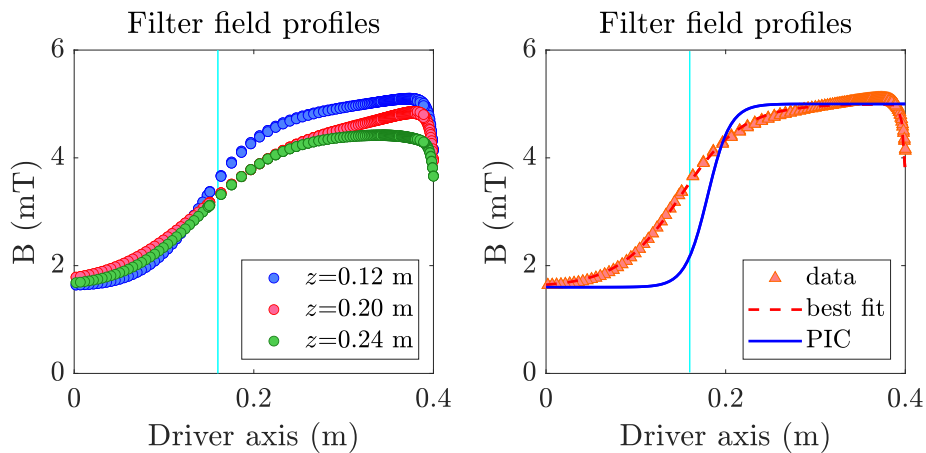 Filter field profiles
6
4
2
0
B (mT)
z=0.12 m
z=0.20 m
z=0.24 m
0
0.2
0.4
Driver axis (m)
Filter field profiles
6
4
2
0
B (mT)
data
best fit
PIC
0
0.2
0.4
Driver axis (m)